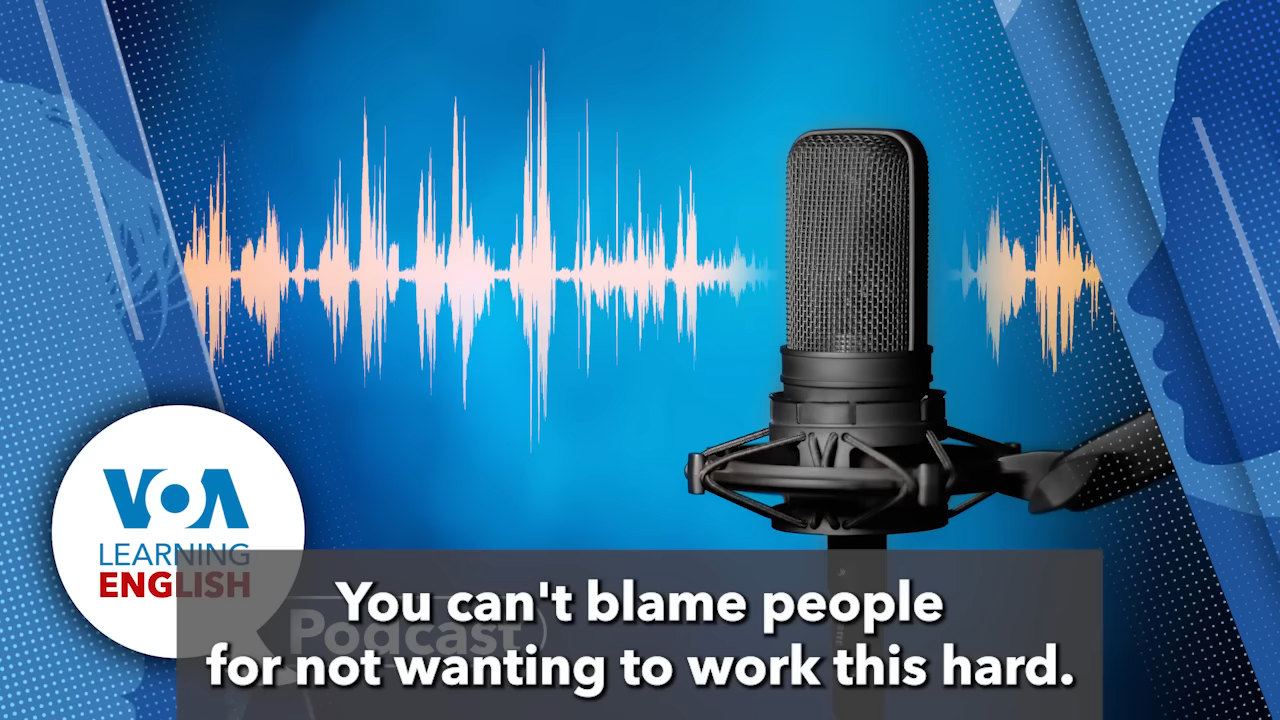 VOA
LEARNING
ENGLISH
Podcast
You can't blame people
for not wanting to work this hard.